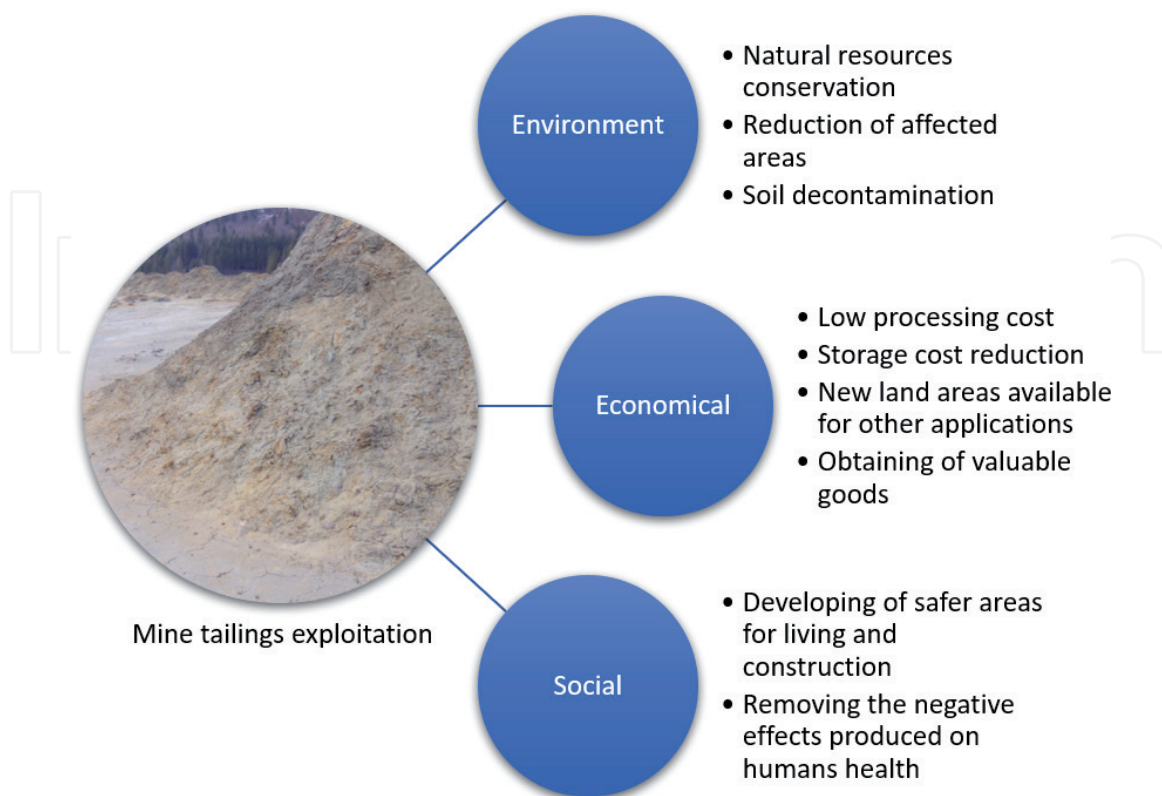 Environment
• Natural resources
conservation
• Reduction of affected
areas
• Soil decontamination
Economical
• Low processing cost
• Storage cost reduction
• New land areas available
for other applications
• Obtaining of valuable
goods
Mine tailings exploitation
Social
• Developing of safer areas
for living and
construction
• Removing the negative
effects produced on
humans health